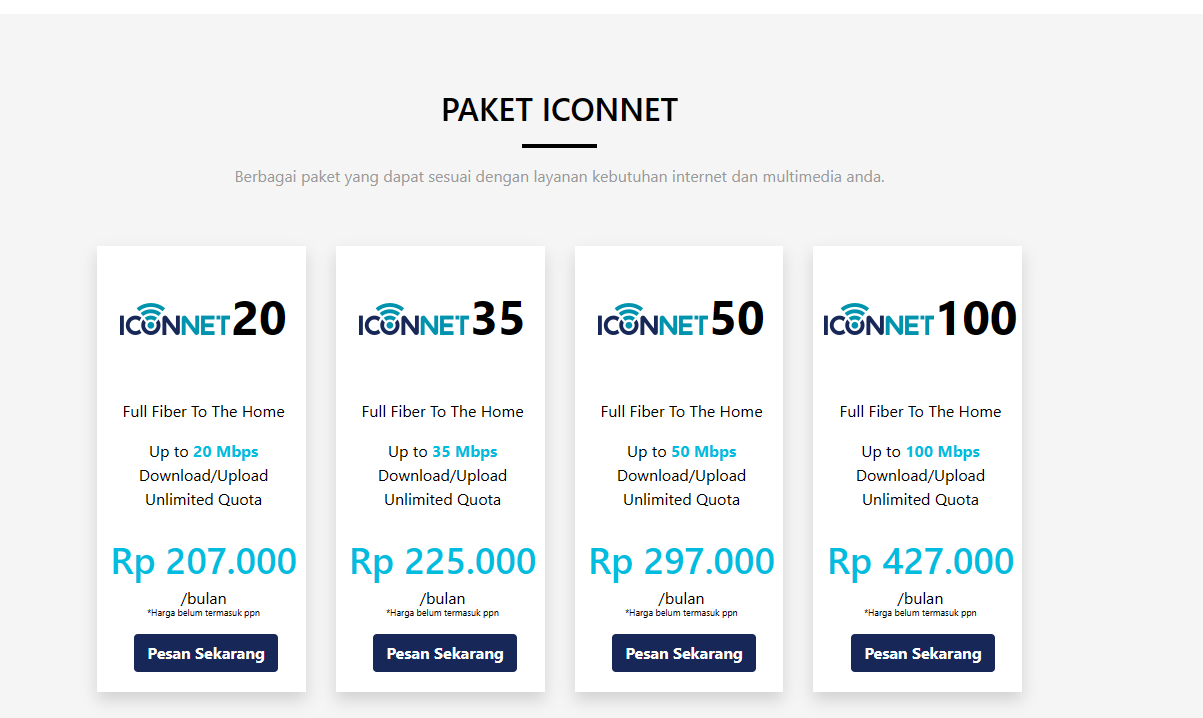 PAKET ICONNET
Berbagai paket yang dapat sesuai dengan layanan kebutuhan internet dan multimedia anda.
ICONNET 20
Full Fiber To The Home
Up to 20 Mbps
Download/Upload
Unlimited Quota
Rp 207.000
/bulan
*Harga belum termasuk ppn
Pesan Sekarang
ICONNET 35
Full Fiber To The Home
Up to 35 Mbps
Download/Upload
Unlimited Quota
Rp 225.000
/bulan
*Harga belum termasuk ppn
Pesan Sekarang
ICONNET 50
Full Fiber To The Home
Up to 50 Mbps
Download/Upload
Unlimited Quota
Rp 297.000
/bulan
*Harga belum termasuk ppn
Pesan Sekarang
ICONNET 100
Full Fiber To The Home
Up to 100 Mbps
Download/Upload
Unlimited Quota
Rp 427.000
/bulan
*Harga belum termasuk ppn
Pesan Sekarang